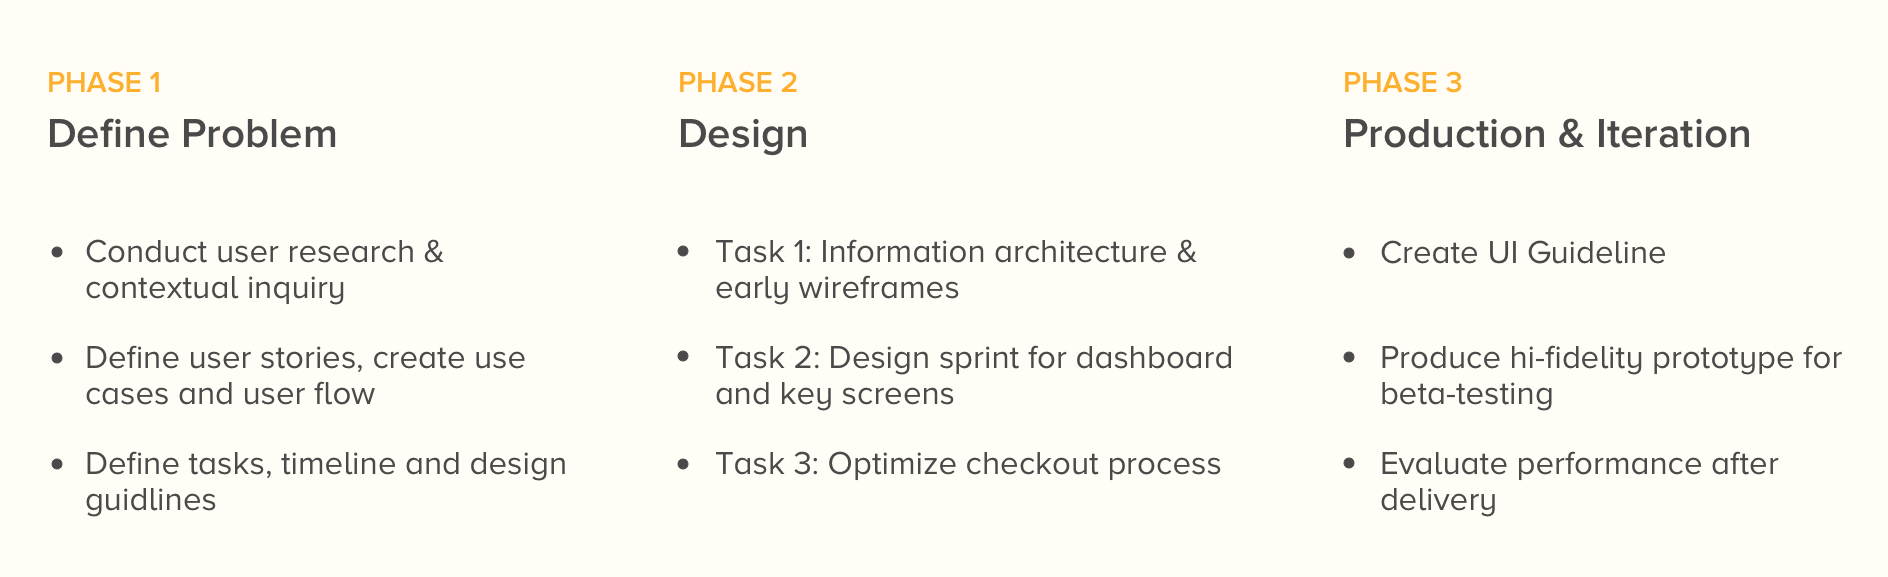 PHASE 1
Define Problem
• Conduct user research &
contextual inquiry
• Define user stories, create use
cases and user flow
• Define tasks, timeline and design
guidlines
PHASE 2
Design
• Task 1: Information architecture &
early wireframes
• Task 2: Design sprint for dashboard
and key screens
• Task 3: Optimize checkout process
PHASE 3
Production & Iteration
• Create UI Guideline
• Produce hi-fidelity prototype for
beta-testing
• Evaluate performance after
delivery